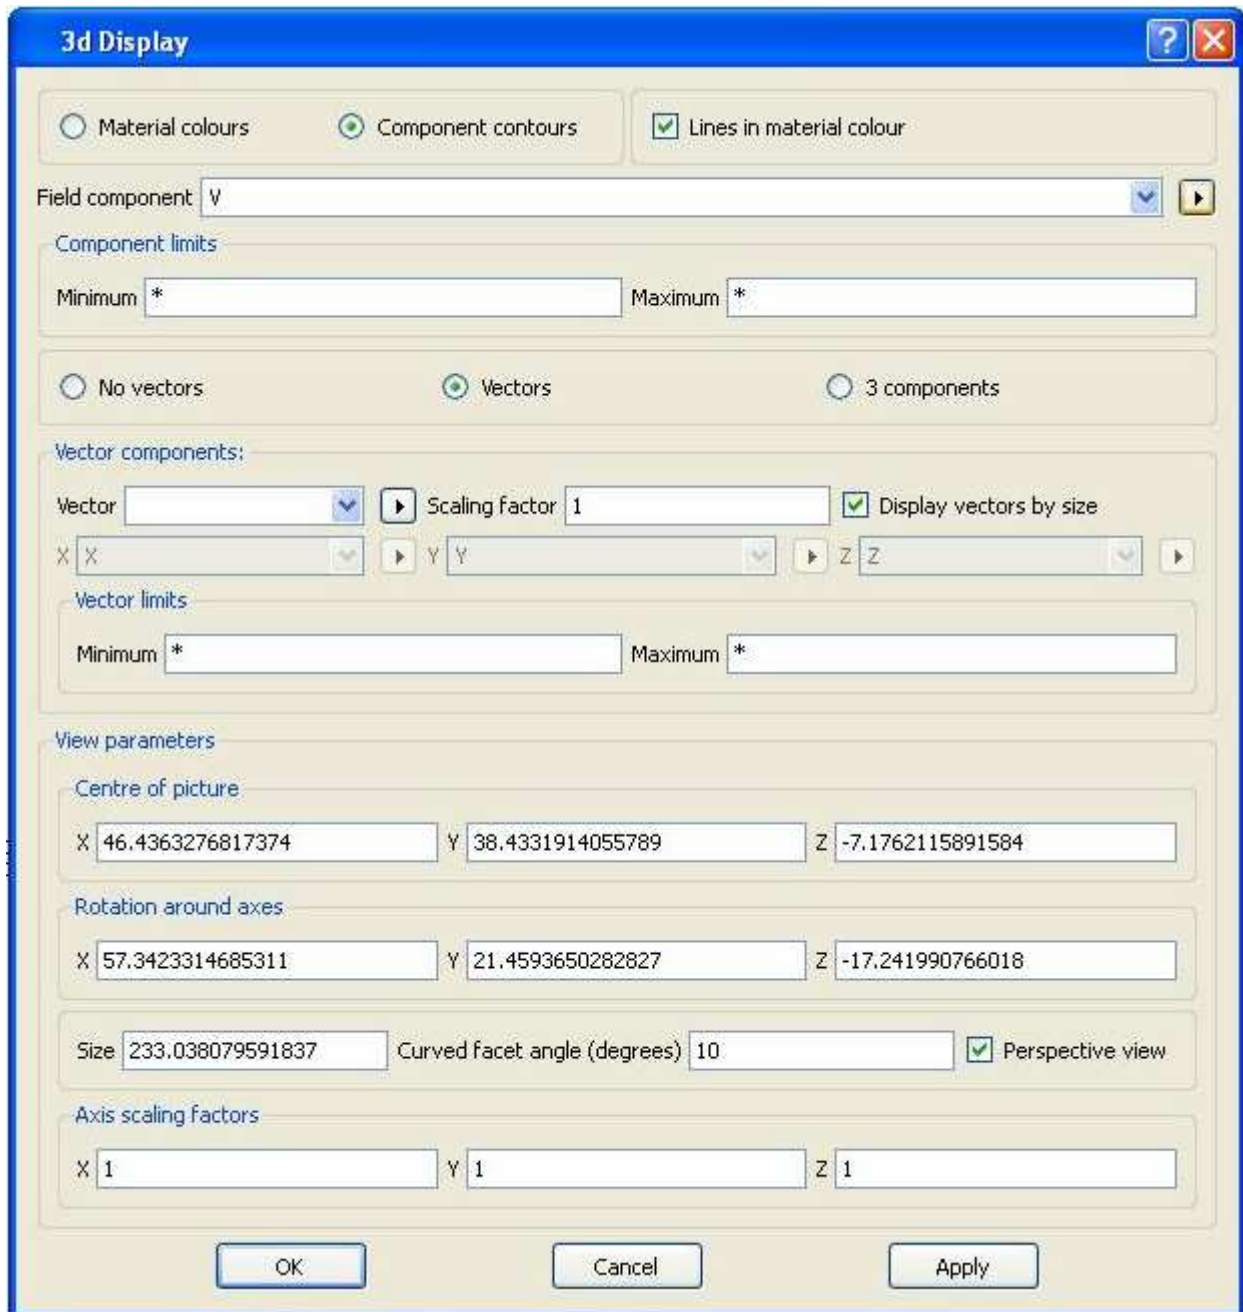 3d Display
Material colours Component contours Lines in material colour
Field component V
Component limits
Minimum * Maximum *
No vectors Vectors 3 components
Vector components:
Vector Scaling factor 1 Display vectors by size
X X Y Y Z Z
Vector limits
Minimum * Maximum *
View parameters
Centre of picture
X 46.4363276817374 Y 38.4331914055789 Z -7.1762115891584
Rotation around axes
X 57.3423314685311 Y 21.4593650282827 Z -17.241990766018
Size 233.038079591837 Curved facet angle (degrees) 10 Perspective view
Axis scaling factors
X 1 Y 1 Z 1
OK Cancel Apply